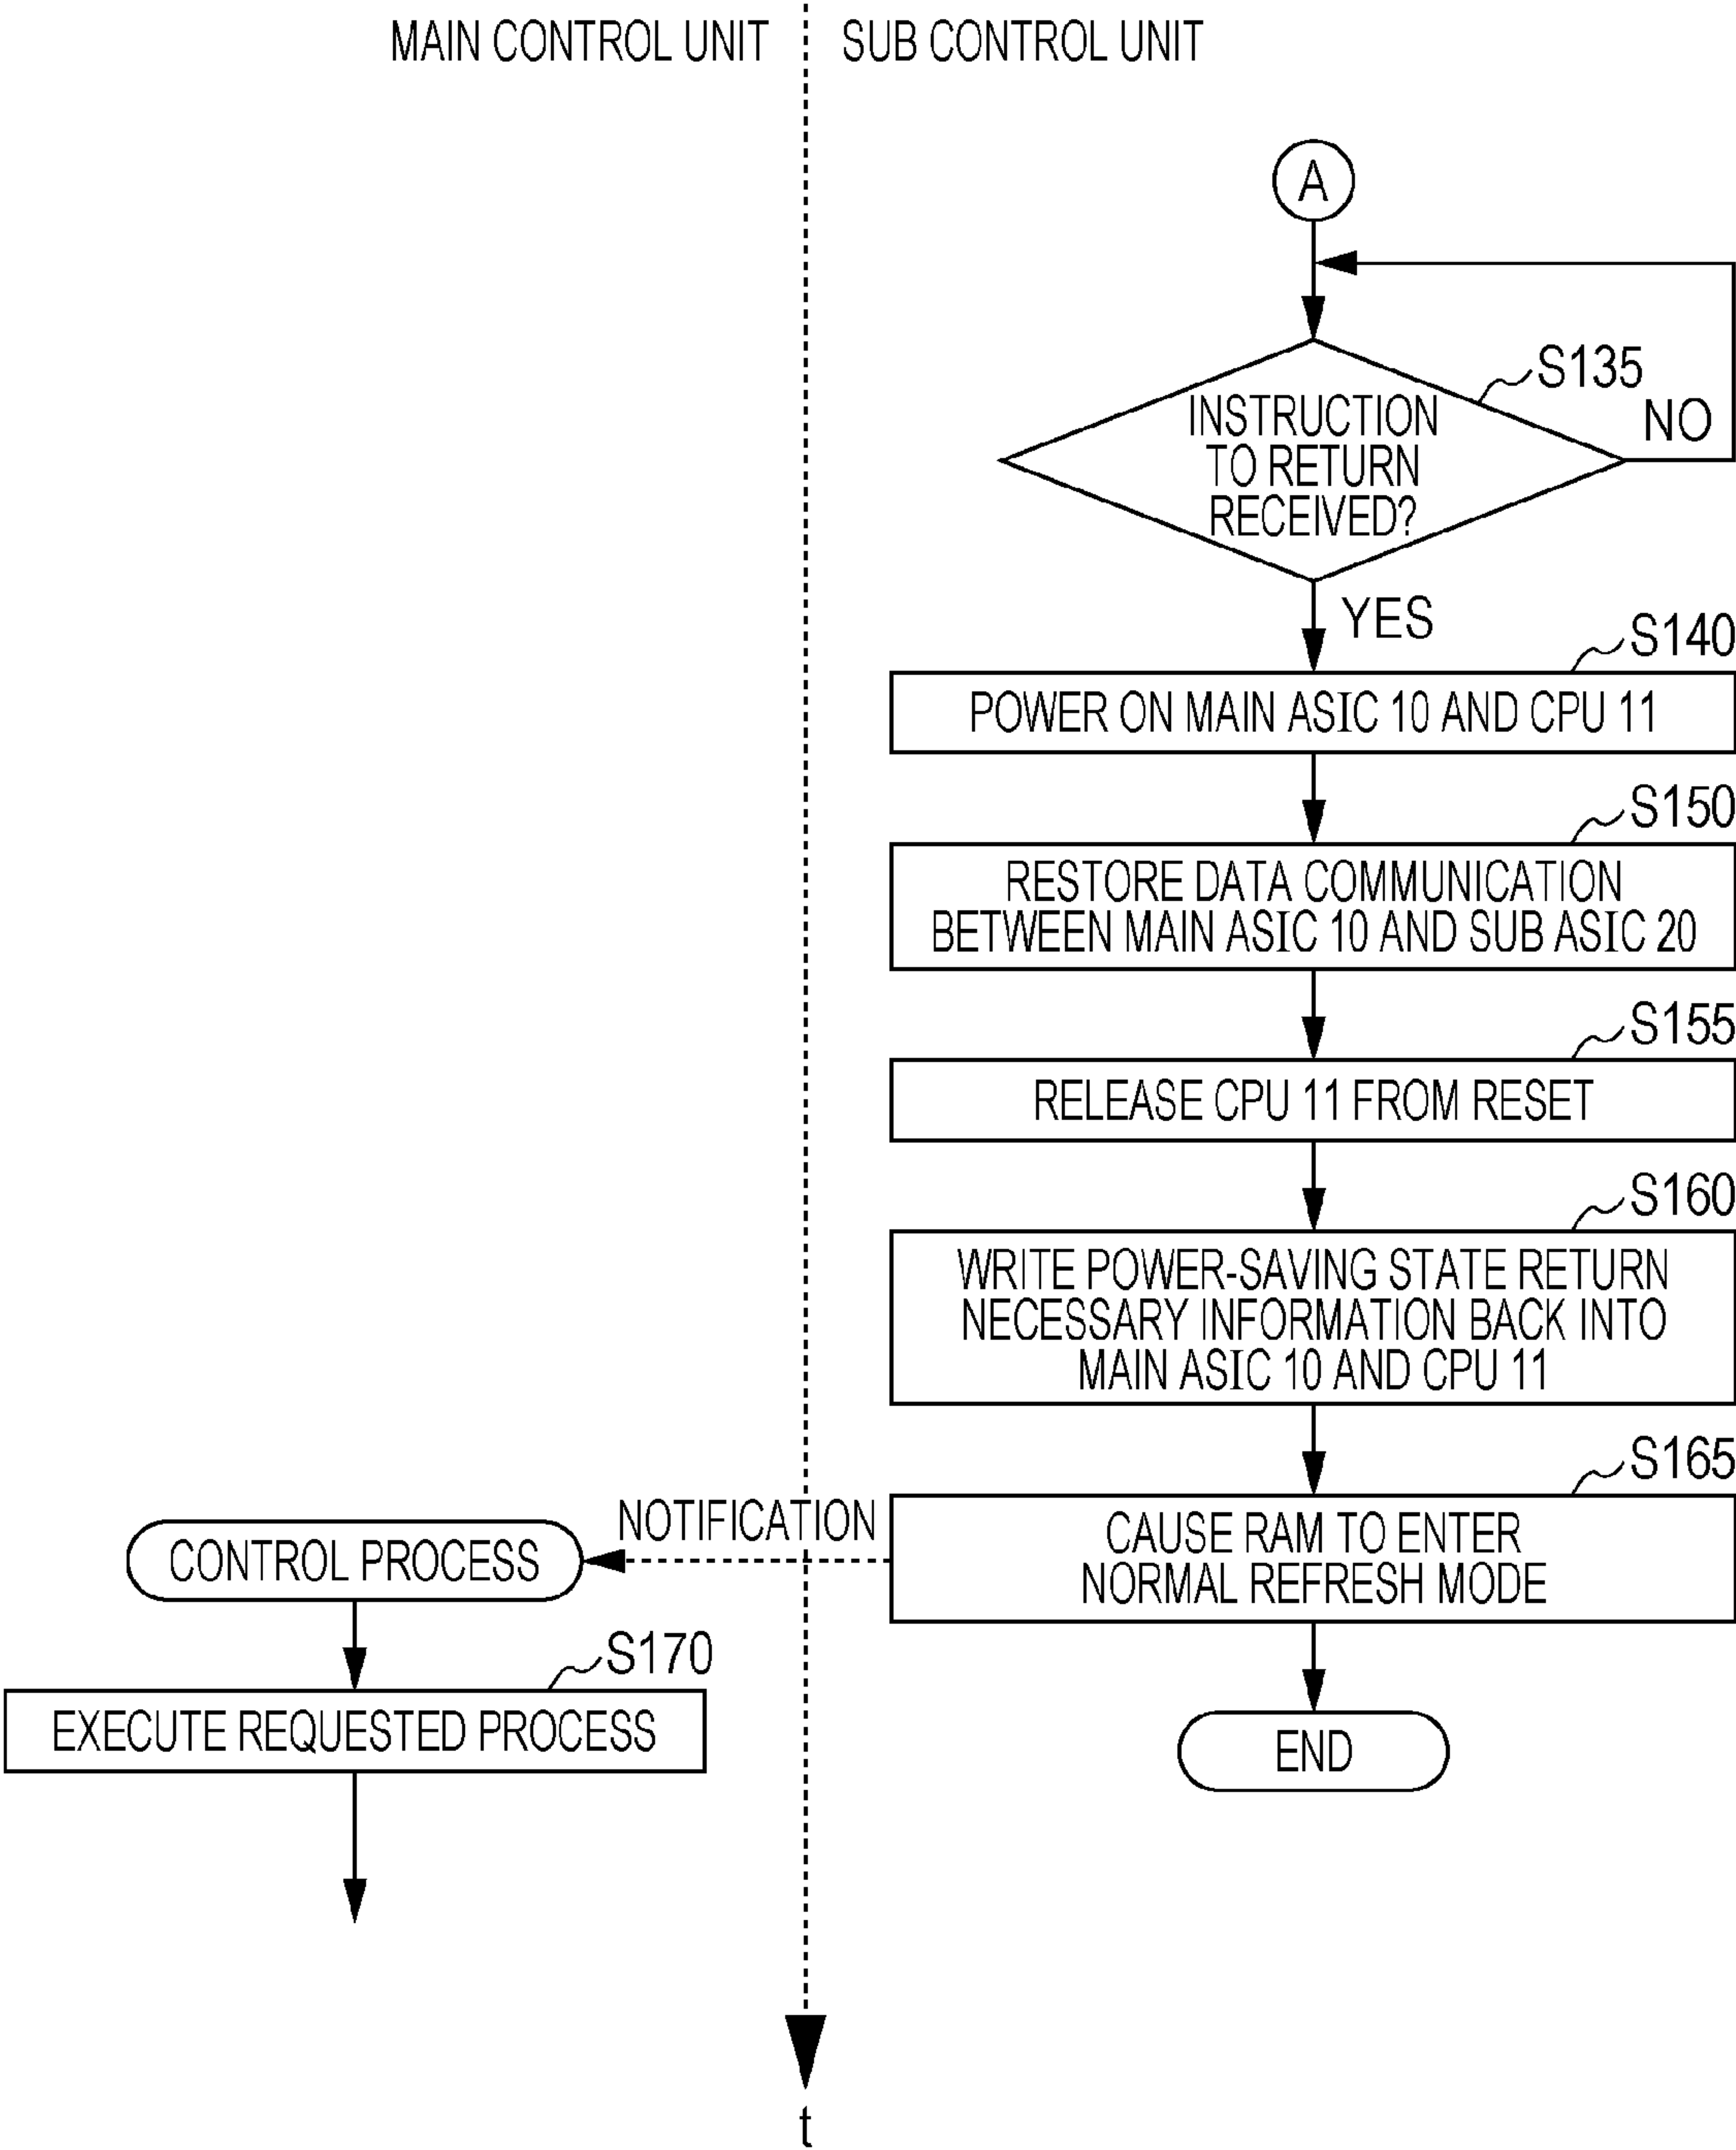 MAIN CONTROL UNIT
SUB CONTROL UNIT
A
S135
INSTRUCTION
TO RETURN
RECEIVED?
NO
YES
S140
POWER ON MAIN ASIC 10 AND CPU 11
S150
RESTORE DATA COMMUNICATION
BETWEEN MAIN ASIC 10 AND SUB ASIC 20
S155
RELEASE CPU 11 FROM RESET
S160
WRITE POWER-SAVING STATE RETURN
NECESSARY INFORMATION BACK INTO
MAIN ASIC 10 AND CPU 11
S165
CAUSE RAM TO ENTER
NORMAL REFRESH MODE
NOTIFICATION
CONTROL PROCESS
S170
EXECUTE REQUESTED PROCESS
END
t